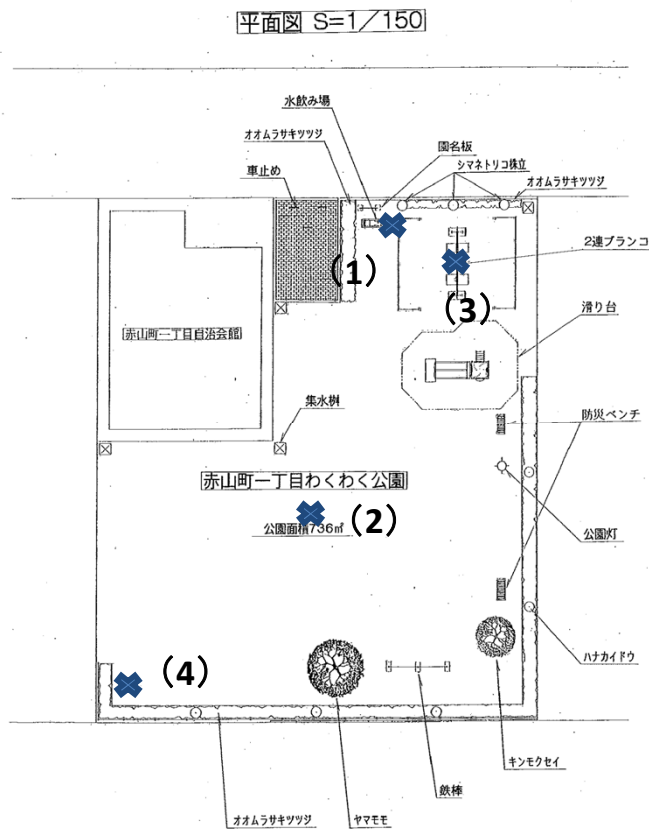 平面図 S=1/150
水飲み場
オオムラサキツツジ
園名板
シマネトリコ株立
車止め
オオムラサキツツジ
(1)
2連ブランコ
(3)
滑り台
赤山町一丁目自治会館
集水桝
防災ベンチ
赤山町一丁目わくわく公園
(2)
公園面積736㎡
公園灯
(4)
ハナカイドウ
キンモクセイ
鉄棒
オオムラサキツツジ
ヤマモモ